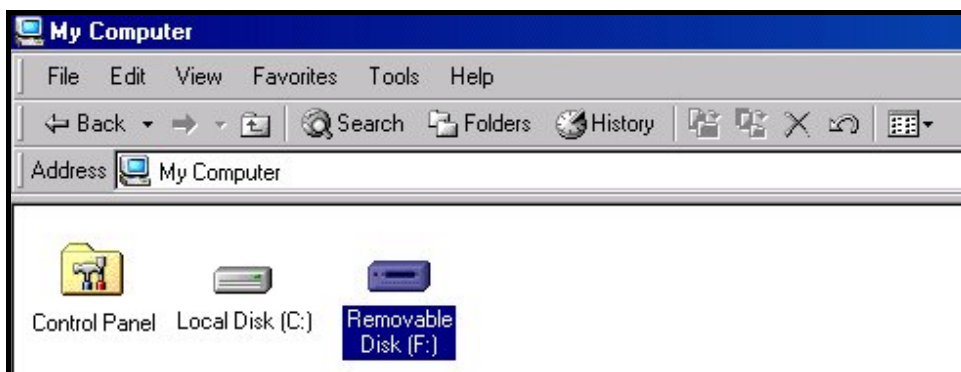 My Computer
File Edit View Favorites Tools Help
Back Search Folders History
Address My Computer
Control Panel Local Disk (C:) Removable
Disk (F:)